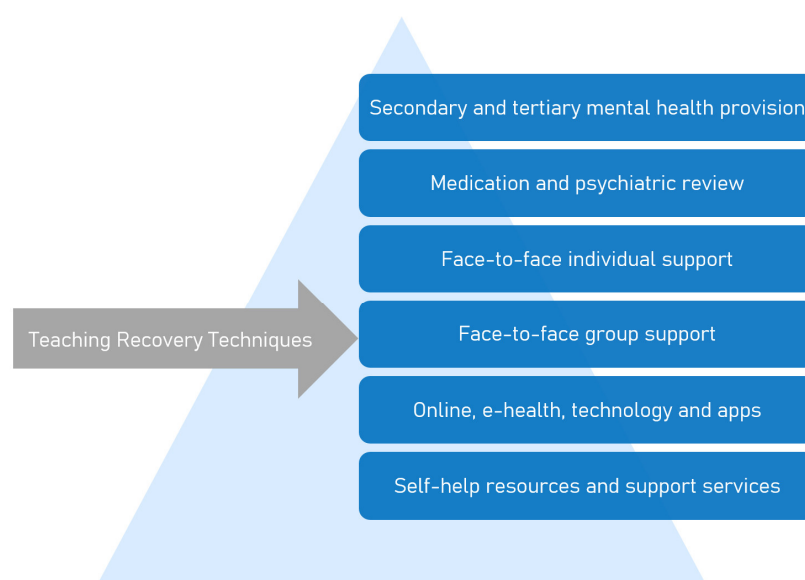 Secondary and tertiary mental health provision
Medication and psychiatric review
Face-to-face individual support
Teaching Recovery Techniques
Face-to-face group support
Online, e-health, technology and apps
Self-help resources and support services